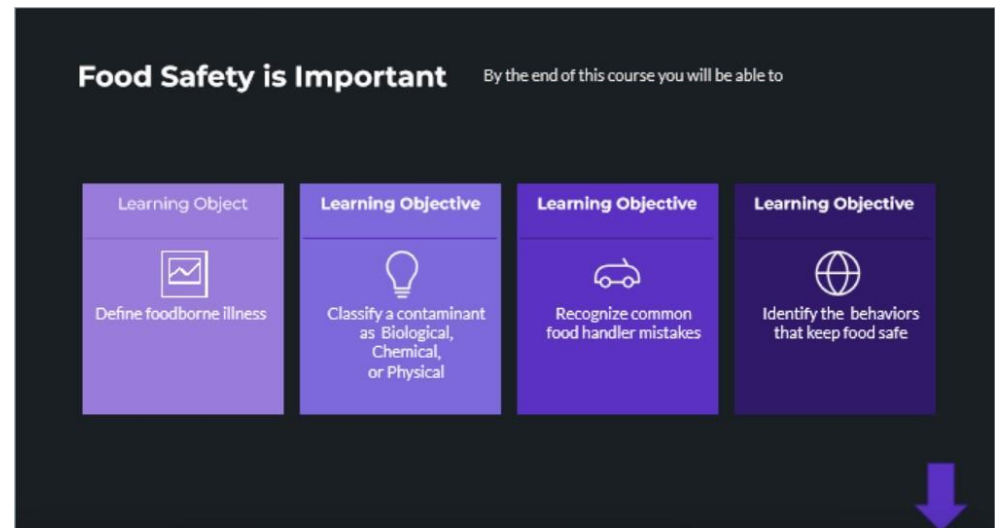 Food Safety is Important
By the end of this course you will be able to
Learning Object
Define foodborne illness
Learning Objective
Classify a contaminant
as Biological,
Chemical,
or Physical
Learning Objective
Recognize common
food handler mistakes
Learning Objective
Identify the behaviors
that keep food safe